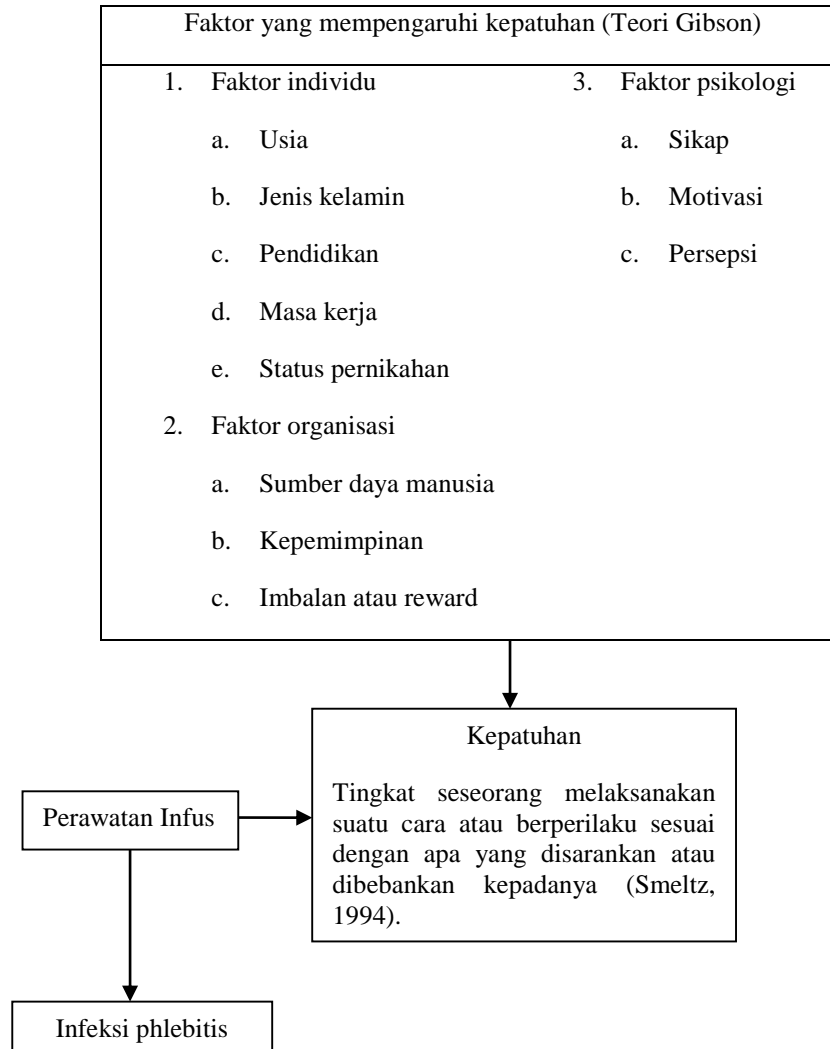 Faktor yang mempengaruhi kepatuhan (Teori Gibson)
1. Faktor individu
a. Usia
b. Jenis kelamin
c. Pendidikan
d. Masa kerja
e. Status pernikahan
2. Faktor organisasi
a. Sumber daya manusia
b. Kepemimpinan
c. Imbalan atau reward
3. Faktor psikologi
a. Sikap
b. Motivasi
c. Persepsi
Kepatuhan
Tingkat seseorang melaksanakan
suatu cara atau berperilaku sesuai
dengan apa yang disarankan atau
dibebankan kepadanya (Smeltz,
1994).
Perawatan Infus
Infeksi phlebitis